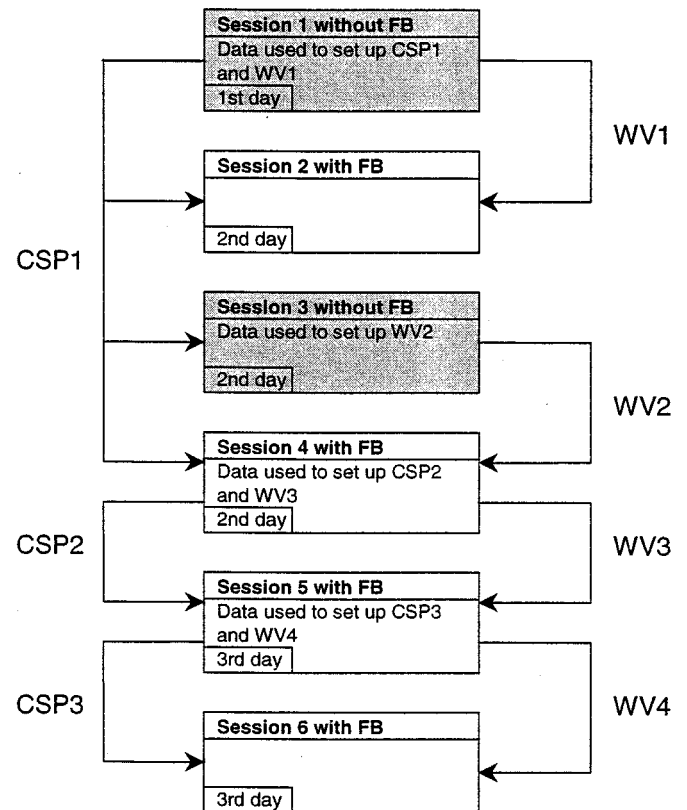 Session 1 without FB
Data used to set up CSP1
and WV1
1st day
WV1
Session 2 with FB
2nd day
CSP1
Session 3 without FB
Data used to set up WV2
2nd day
WV2
Session 4 with FB
Data used to set up CSP2
and WV3
2nd day
CSP2
WV3
Session 5 with FB
Data used to set up CSP3
and WV4
3rd day
CSP3
WV4
Session 6 with FB
3rd day